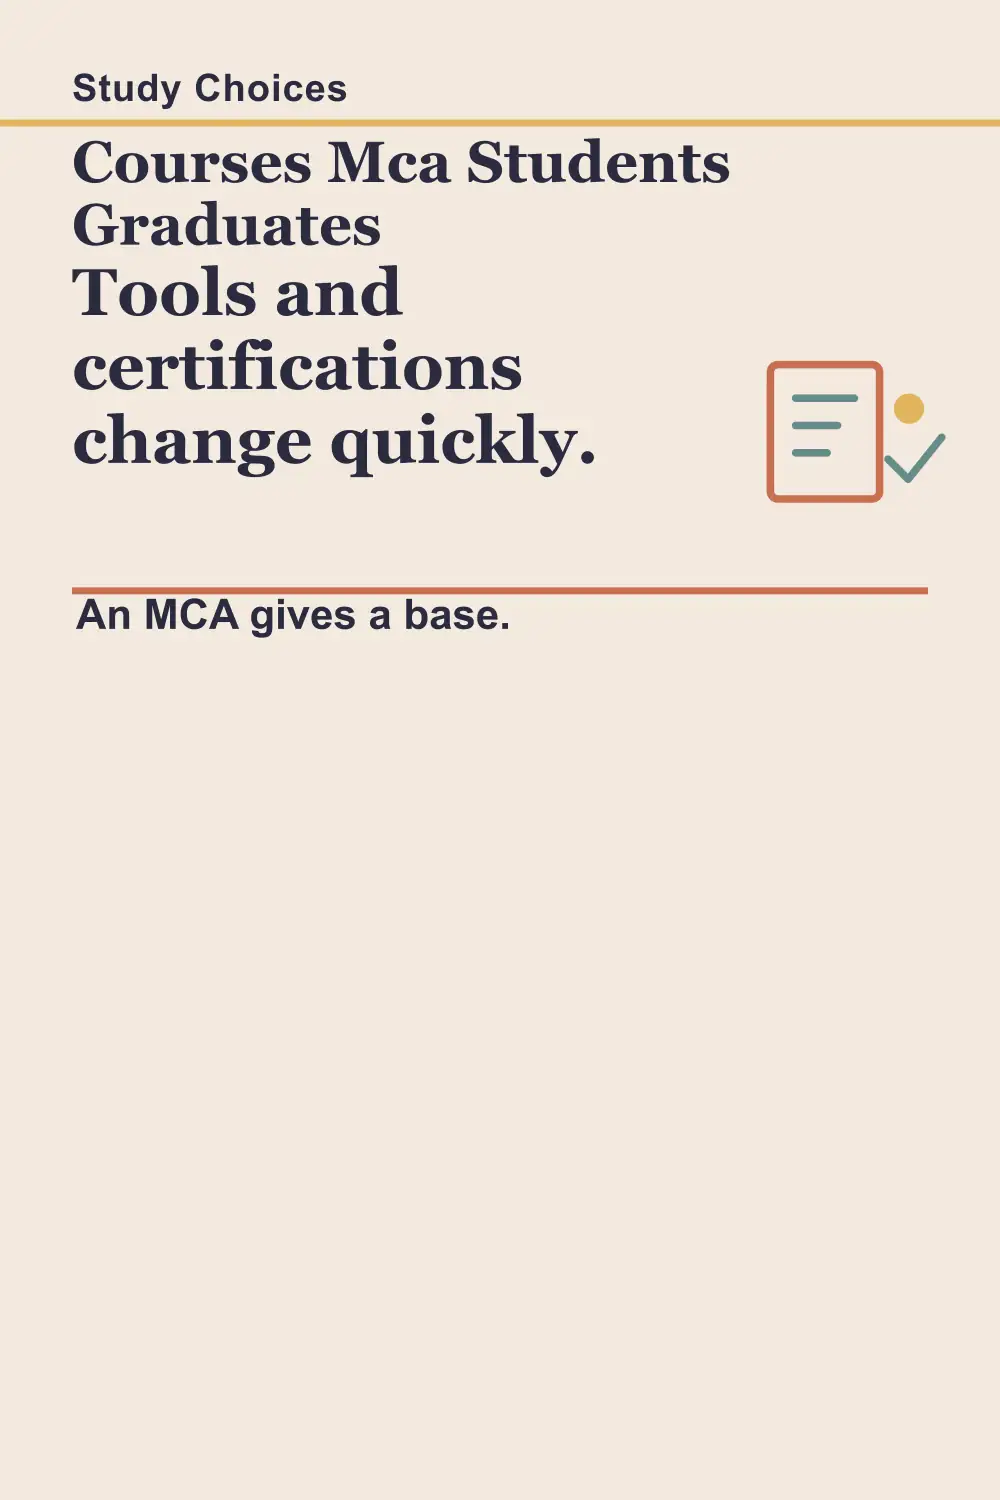 Study Choices
Courses Mca Students
Graduates
Tools and
certifications
change quickly.
An MCA gives a base.